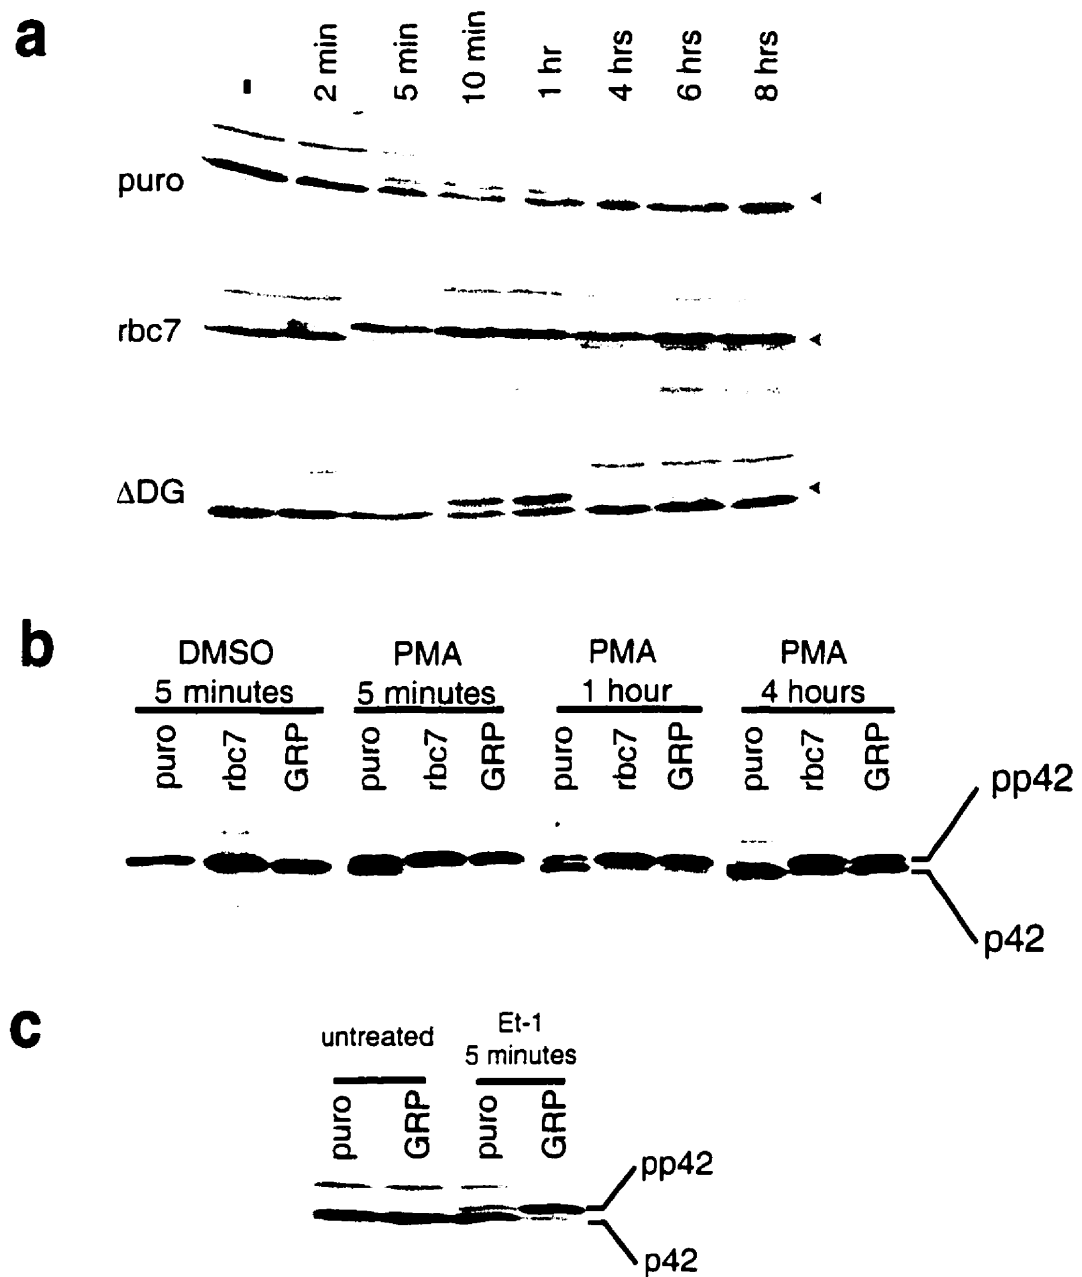 a
- 2 min 5 min 10 min 1 hr 4 hrs 6 hrs 8 hrs
puro
rbc7
ΔDG
b
DMSO PMA PMA PMA
5 minutes 5 minutes 1 hour 4 hours
puro rbc7 GRP puro rbc7 GRP puro rbc7 GRP puro rbc7 GRP
pp42
p42
c
untreated Et-1
5 minutes
puro GRP puro GRP
pp42
p42